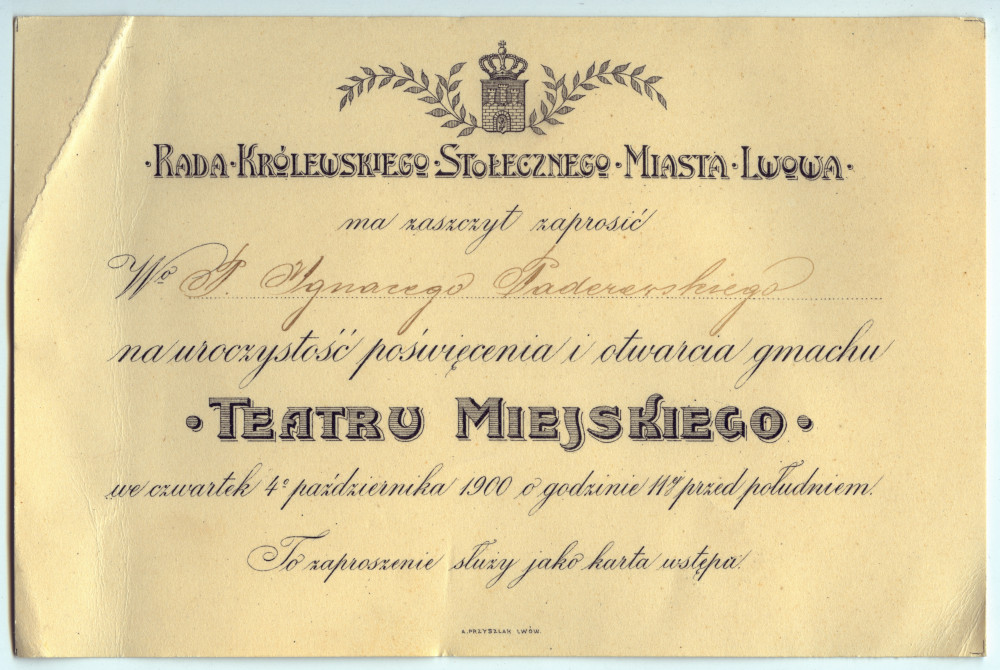 ·RADA·KRÓLEWSKIEGO·STOŁECZNEGO·MIASTA·LWOWA·
ma zaszczyt zaprosić
Wo P. Ignacego Paderewskiego
na uroczystość poświęcenia i otwarcia gmachu
·TEATRU MIEJSKIEGO·
we czwartek 4o października 1900 o godzinie 11ej przed południem.
To zaproszenie służy jako karta wstępu.
A. PRZYSZLAK LWÓW.